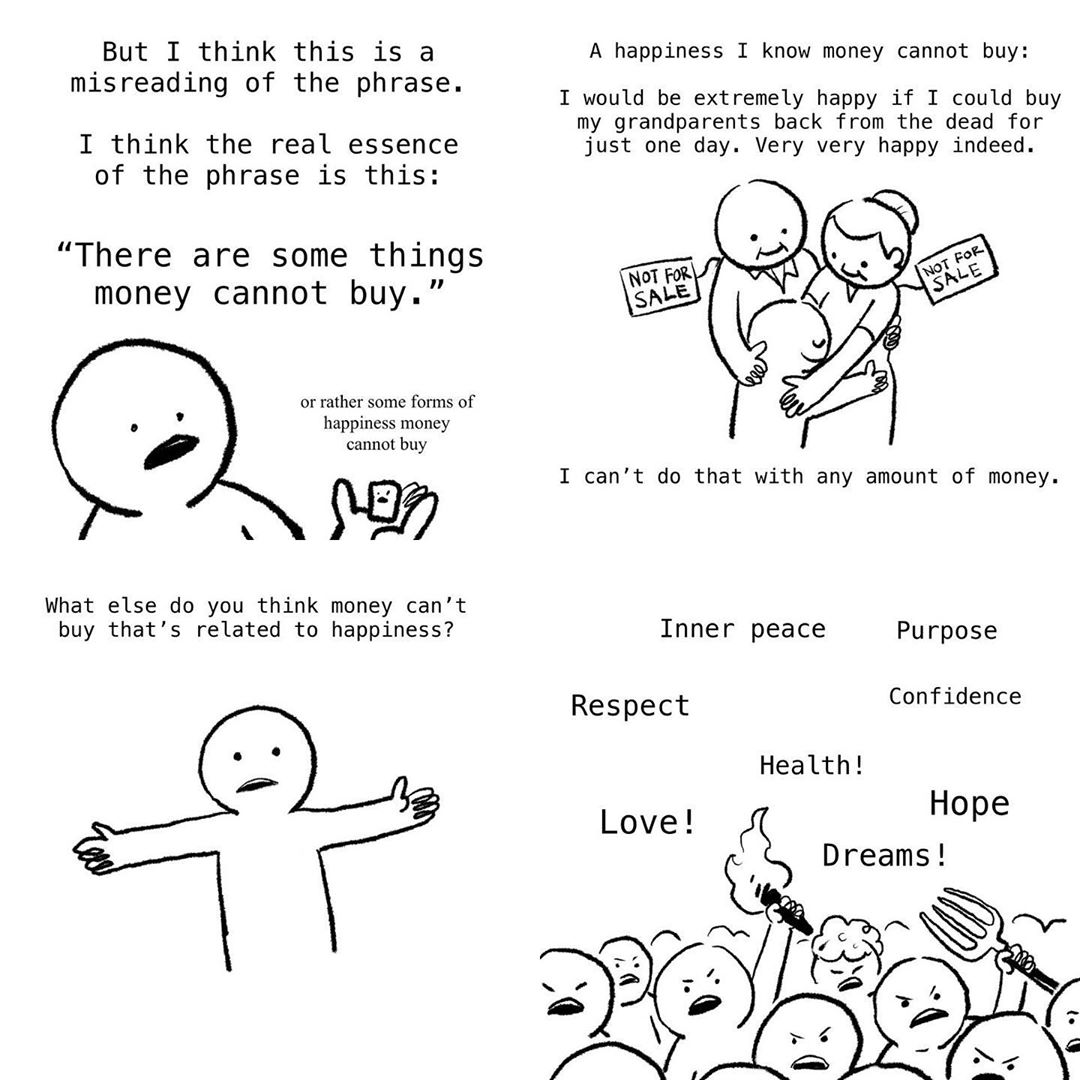 But I think this is a
misreading of the phrase.
I think the real essence
of the phrase is this:
“There are some things
money cannot buy.”
or rather some forms of
happiness money
cannot buy
A happiness I know money cannot buy:
I would be extremely happy if I could buy
my grandparents back from the dead for
just one day. Very very happy indeed.
NOT FOR
SALE
NOT FOR
SALE
I can’t do that with any amount of money.
What else do you think money can’t
buy that’s related to happiness?
Inner peace
Purpose
Respect
Confidence
Health!
Love!
Hope
Dreams!